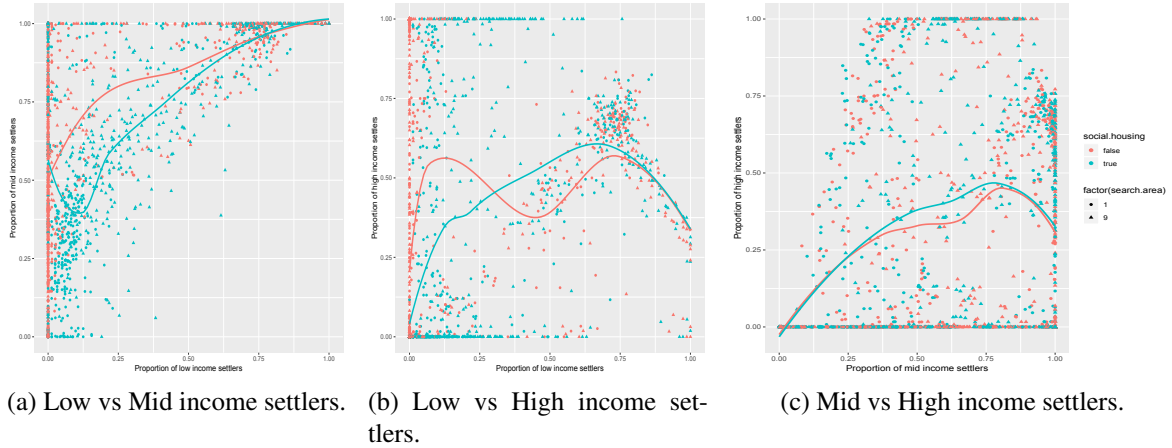 1.00
0.75
0.50
0.25
0.00
Proportion of mid income settlers
0.00 0.25 0.50 0.75 1.00
Proportion of low income settlers
1.00
0.75
0.50
0.25
0.00
Proportion of high income settlers
0.00 0.25 0.50 0.75 1.00
Proportion of low income settlers
1.00
0.75
0.50
0.25
0.00
Proportion of high income settlers
0.00 0.25 0.50 0.75 1.00
Proportion of mid income settlers
social.housing
false
true
factor(search.area)
1
9
(a) Low vs Mid income settlers.
(b) Low vs High income set-
tlers.
(c) Mid vs High income settlers.